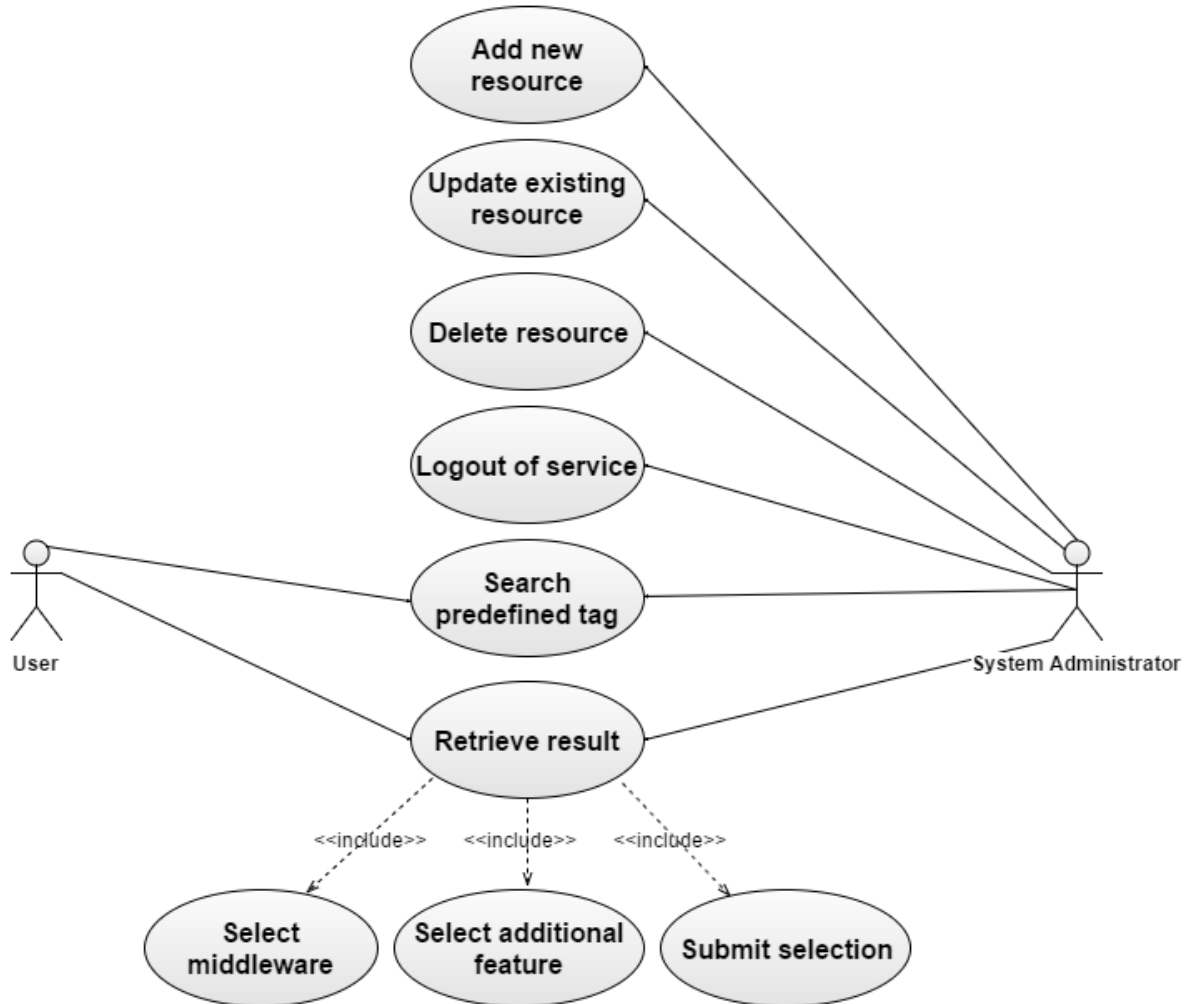 Add new
resource
Update existing
resource
Delete resource
Logout of service
Search
predefined tag
User
System Administrator
Retrieve result
<<include>>
<<include>>
<<include>>
Select
middleware
Select additional
feature
Submit selection